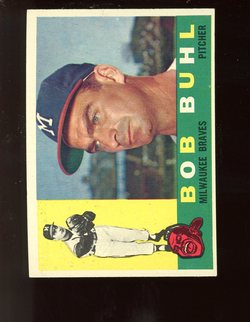 M
BOB BUHL
MILWAUKEE BRAVES
PITCHER